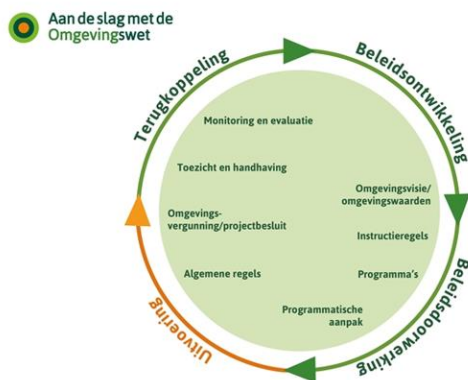 Aan de slag met de
Omgevingswet
Terugkoppeling
Beleidsontwikkeling
Monitoring en evaluatie
Toezicht en handhaving
Omgevingsvisie/
omgevingswaarden
Omgevings-
vergunning/projectbesluit
Instructieregels
Algemene regels
Programma's
Programmatische
aanpak
Uitvoering
Beleidsdoorwerking